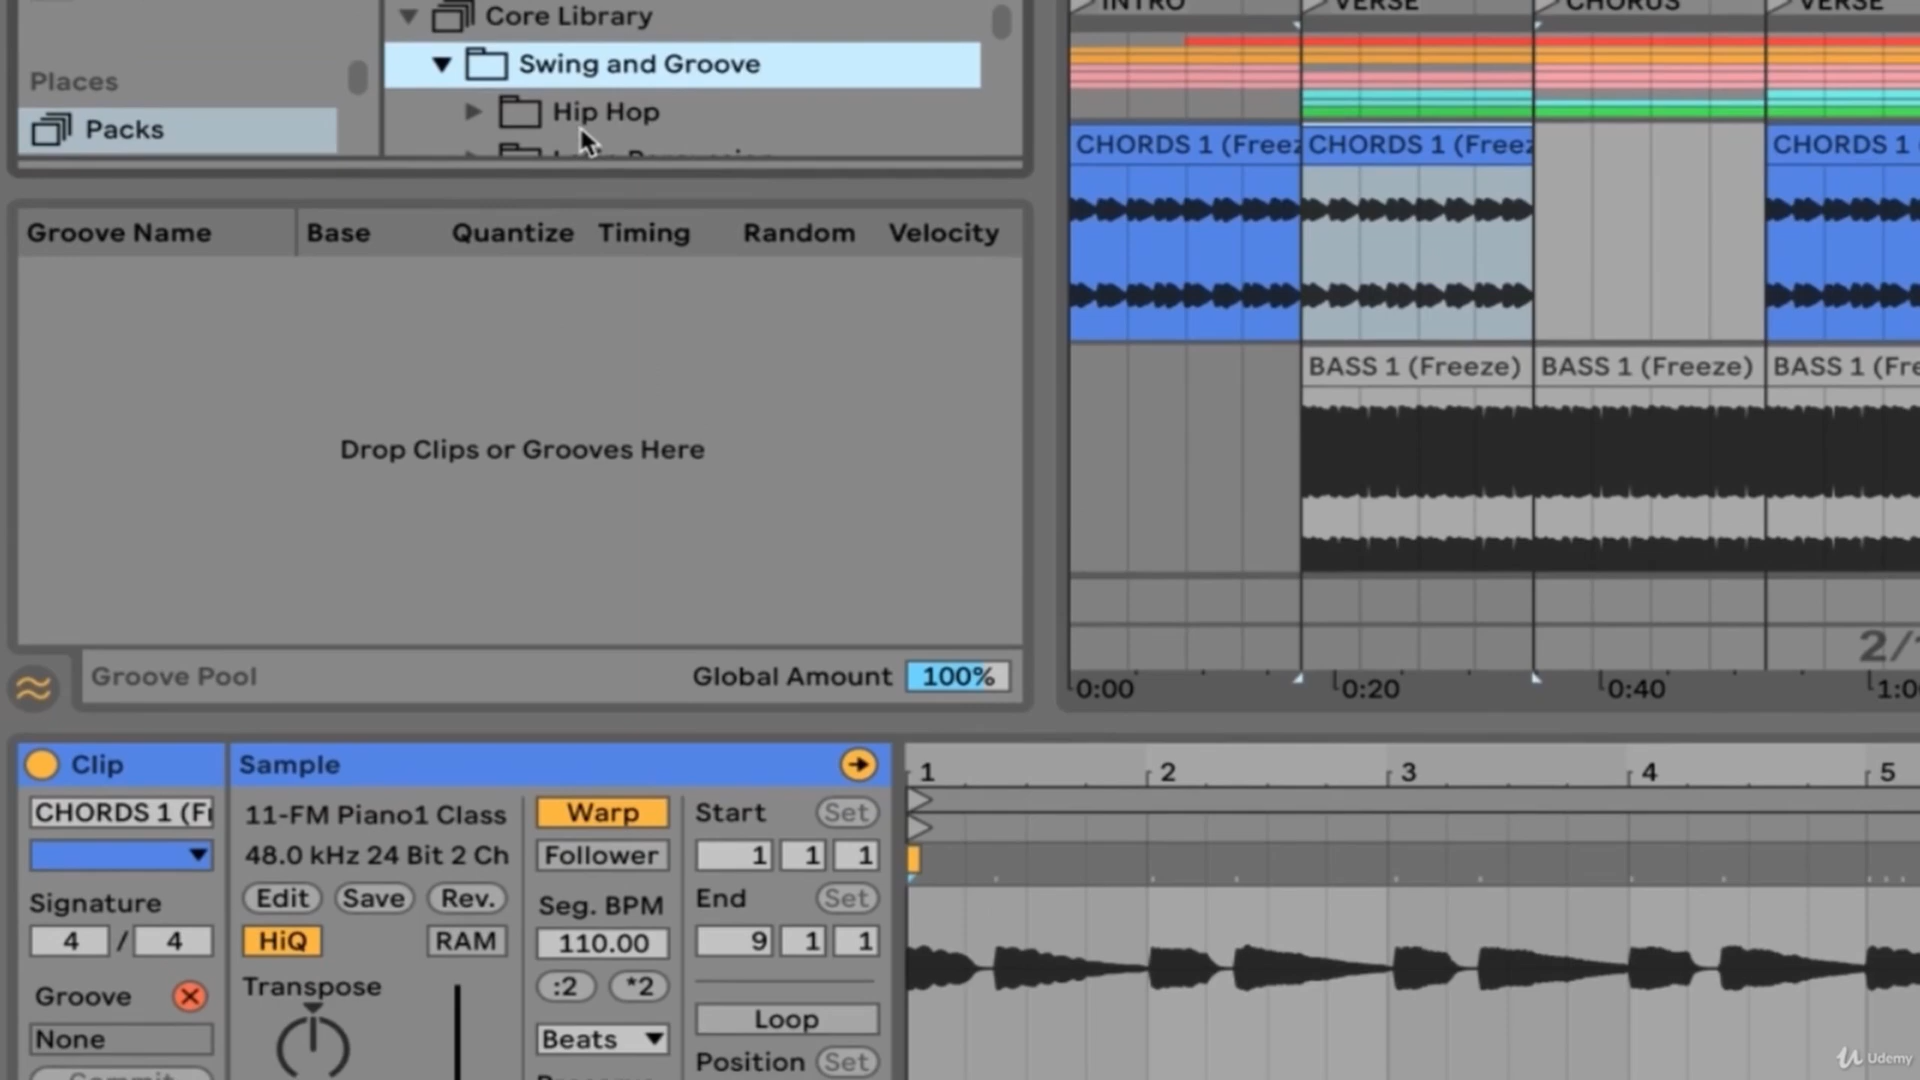 Core Library
Swing and Groove
Places
Hip Hop
Packs
INTRO VERSE CHORUS VERSE
CHORDS 1 (Freez CHORDS 1 (Freez CHORDS 1
Groove Name Base Quantize Timing Random Velocity
BASS 1 (Freeze) BASS 1 (Freeze) BASS 1 (Fre
Drop Clips or Grooves Here
2/
Groove Pool Global Amount 100%
0:00 0:20 0:40 1:0
Clip Sample
1 2 3 4 5
CHORDS 1 (Fr 11-FM Piano1 Class Warp Start Set
48.0 kHz 24 Bit 2 Ch Follower 1 1 1
Signature Edit Save Rev. Seg. BPM End Set
4 / 4 HiQ RAM 110.00 9 1 1
Groove Transpose :2 *2
None Beats Loop
Position Set
Udemy